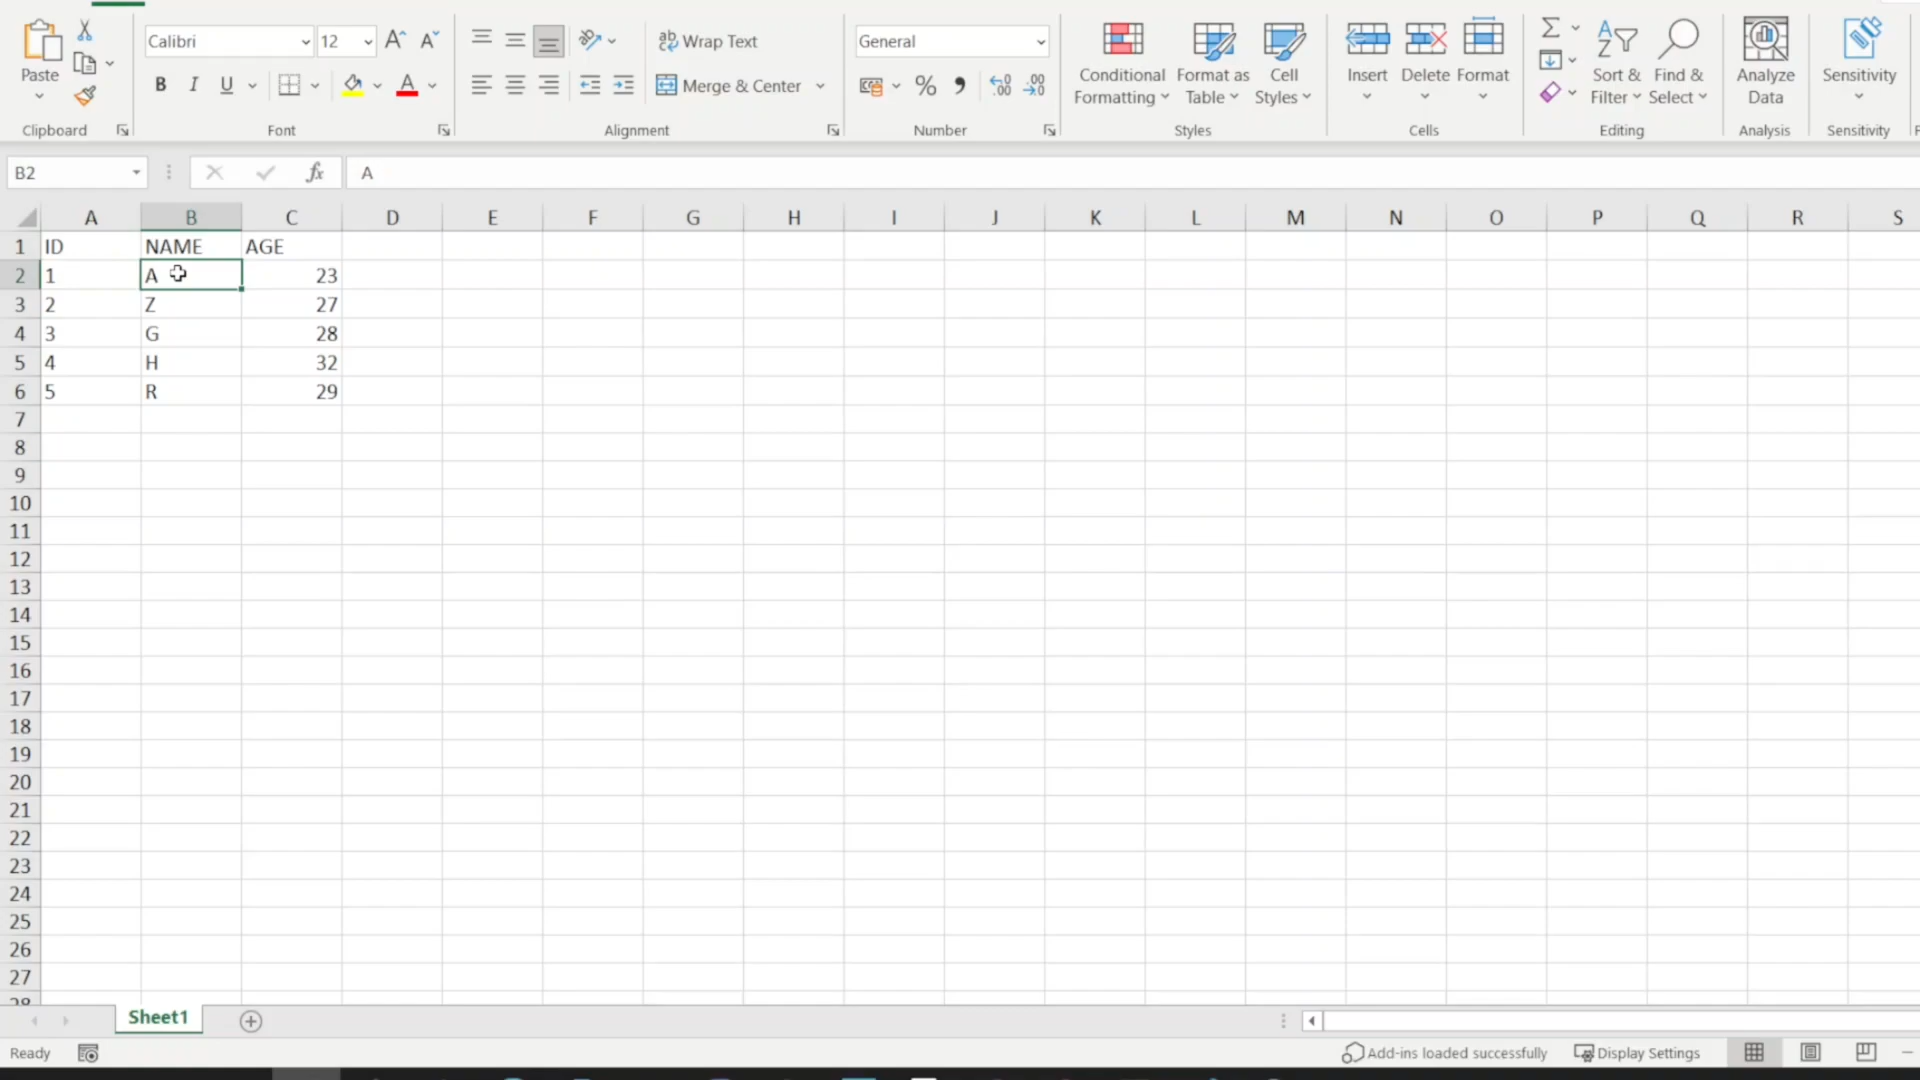 Calibri 12 Wrap Text General
Paste B I U Merge & Center % , Conditional Formatting Format as Table Cell Styles Insert Delete Format Sort & Filter Find & Select Analyze Data Sensitivity
Clipboard Font Alignment Number Styles Cells Editing Analysis Sensitivity
B2 fx A
A B C D E F G H I J K L M N O P Q R S
1 ID NAME AGE
2 1 A 23
3 2 Z 27
4 3 G 28
5 4 H 32
6 5 R 29
7
8
9
10
11
12
13
14
15
16
17
18
19
20
21
22
23
24
25
26
27
28
Sheet1
Ready Add-ins loaded successfully Display Settings